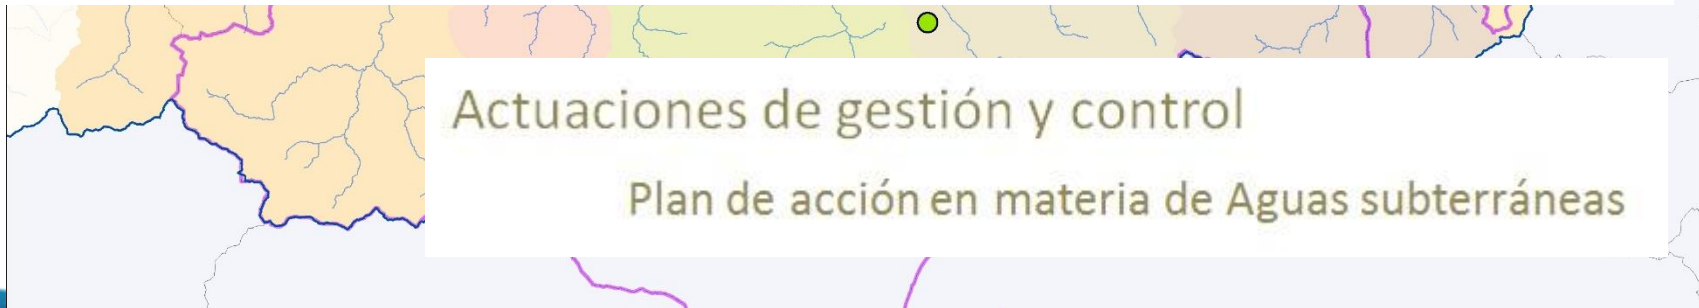 Actuaciones de gestión y control
Plan de acción en materia de Aguas subterráneas